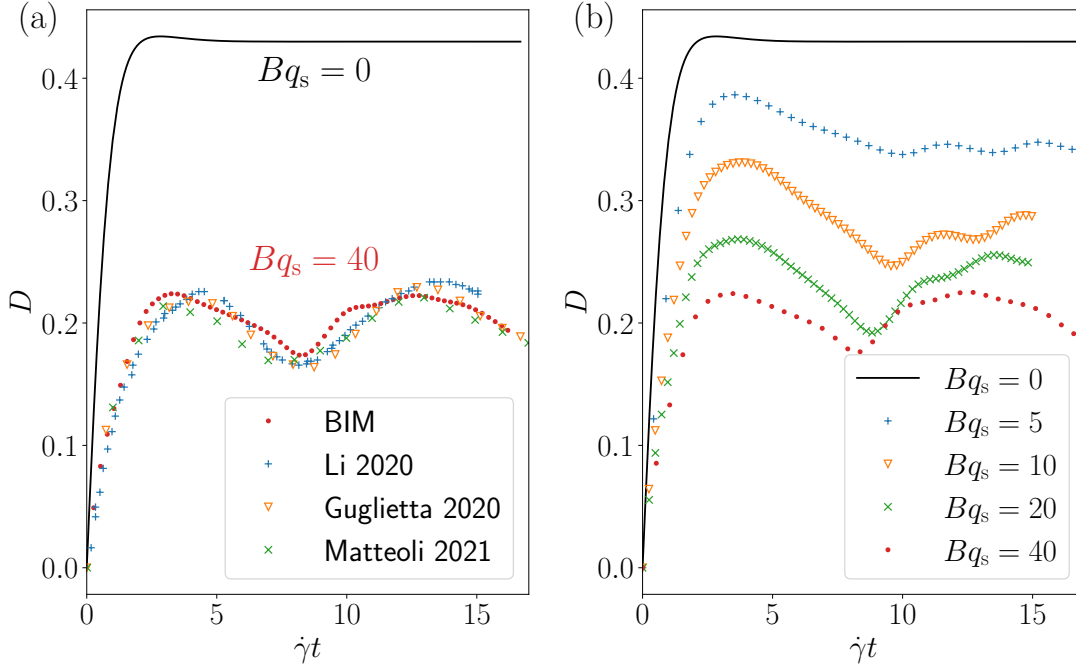 (a)
Bqₛ = 0
Bqₛ = 40
BIM
Li 2020
Guglietta 2020
Matteoli 2021
0.0
0.1
0.2
0.3
0.4
D
0
5
10
15
γ̇t
(b)
Bqₛ = 0
Bqₛ = 5
Bqₛ = 10
Bqₛ = 20
Bqₛ = 40
0.0
0.1
0.2
0.3
0.4
D
0
5
10
15
γ̇t